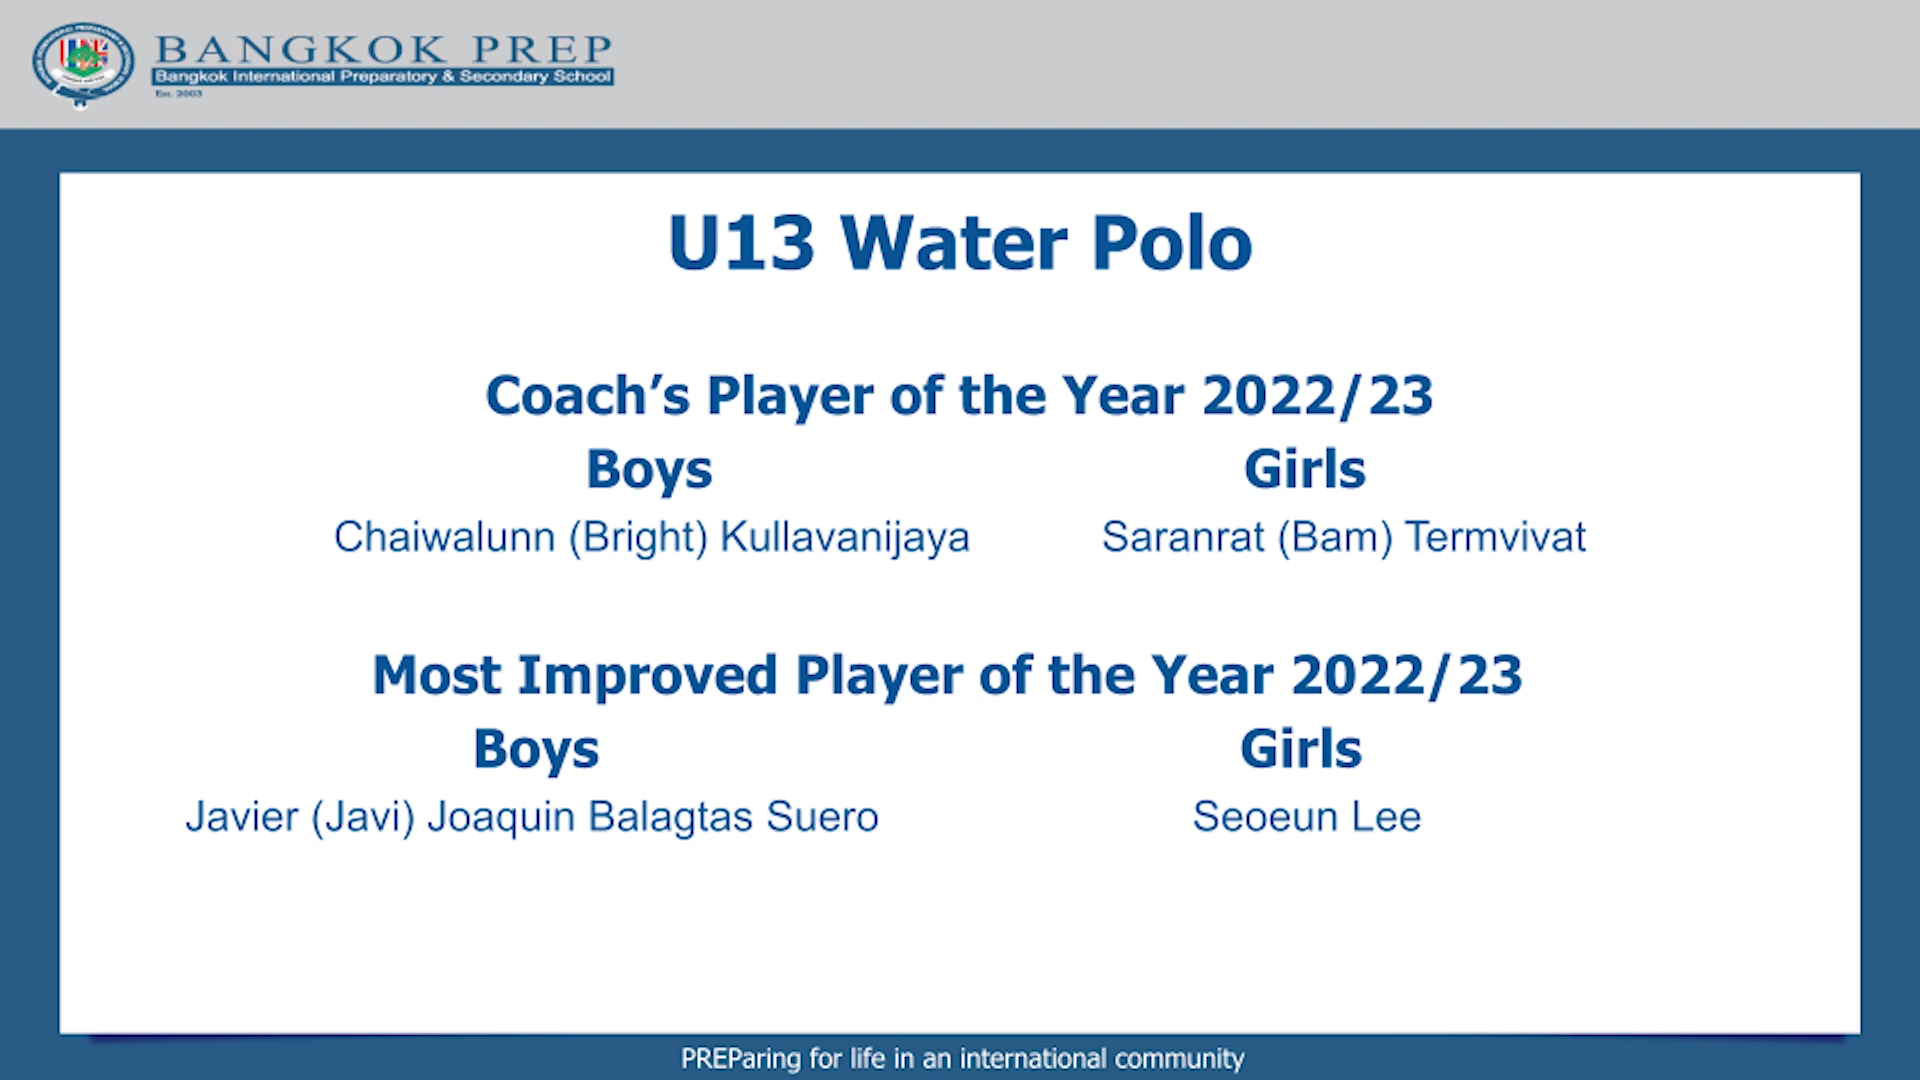 BANGKOK PREP
Bangkok International Preparatory & Secondary School
Est. 2003
U13 Water Polo
Coach’s Player of the Year 2022/23
Boys Girls
Chaiwalunn (Bright) Kullavanijaya Saranrat (Bam) Termvivat
Most Improved Player of the Year 2022/23
Boys Girls
Javier (Javi) Joaquin Balagtas Suero Seoeun Lee
PREParing for life in an international community